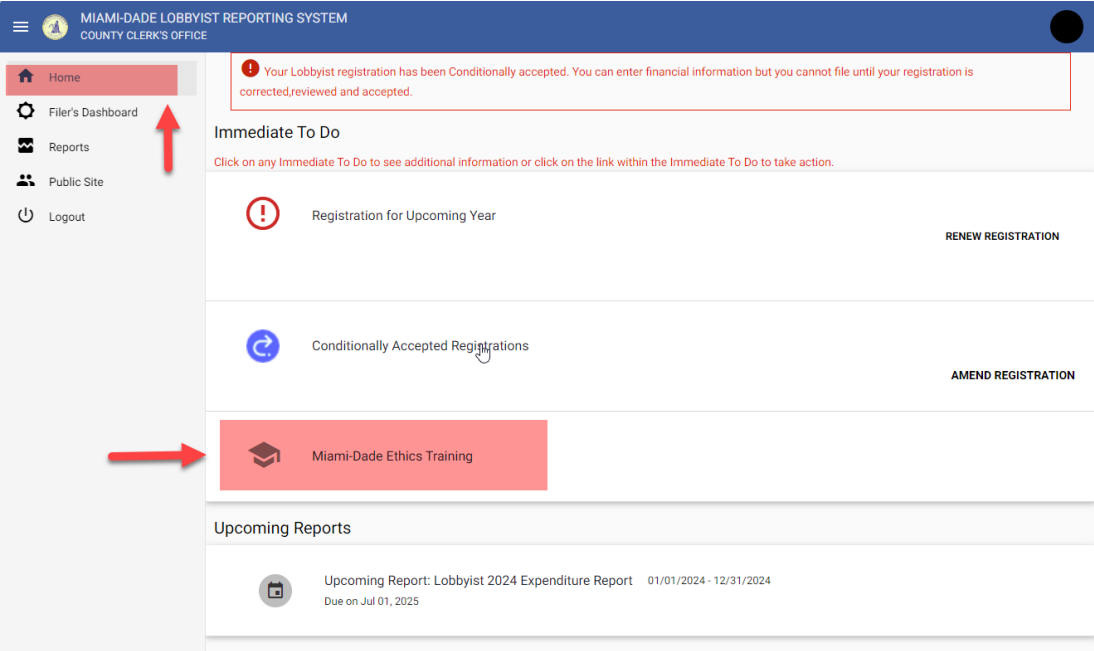 MIAMI-DADE LOBBYIST REPORTING SYSTEM
COUNTY CLERK'S OFFICE
Home
Filer's Dashboard
Reports
Public Site
Logout
Your Lobbyist registration has been Conditionally accepted. You can enter financial information but you cannot file until your registration is
corrected,reviewed and accepted.
Immediate To Do
Click on any Immediate To Do to see additional information or click on the link within the Immediate To Do to take action.
Registration for Upcoming Year
RENEW REGISTRATION
Conditionally Accepted Registrations
AMEND REGISTRATION
Miami-Dade Ethics Training
Upcoming Reports
Upcoming Report: Lobbyist 2024 Expenditure Report 01/01/2024 - 12/31/2024
Due on Jul 01, 2025